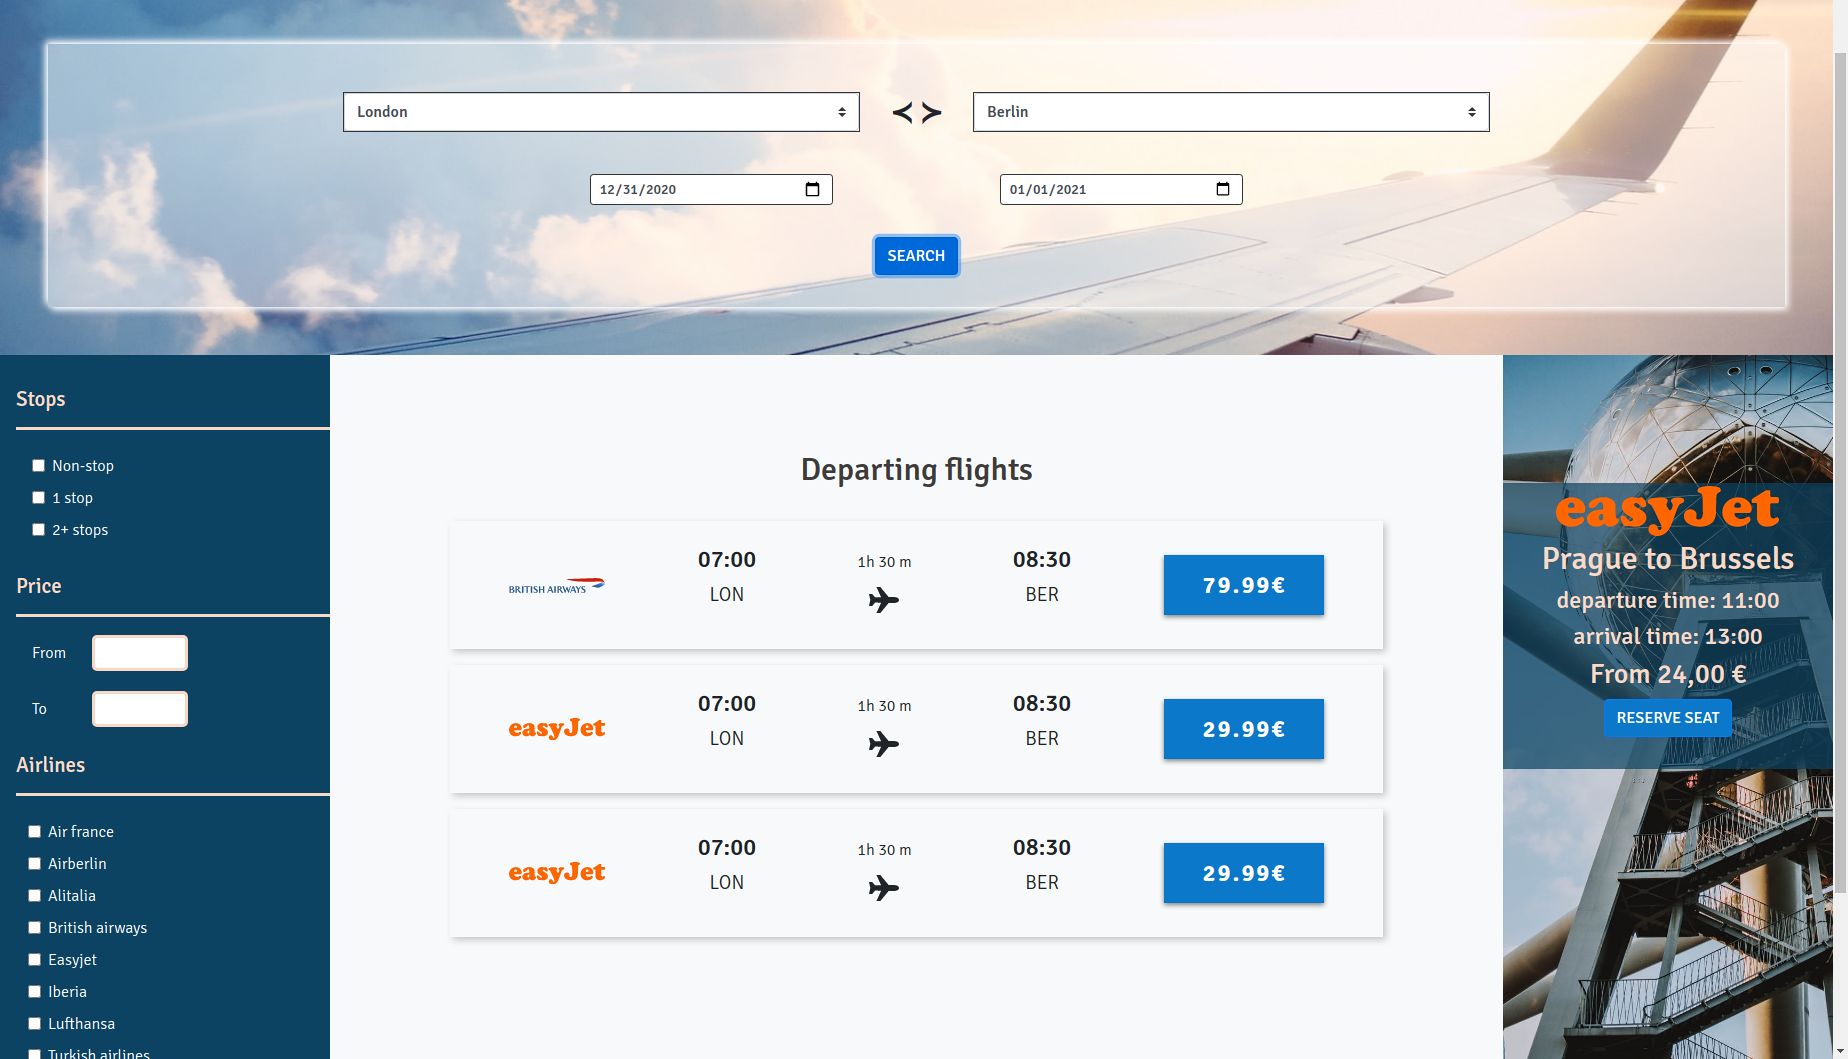 London
Berlin
12/31/2020
01/01/2021
SEARCH
Stops
Non-stop
1 stop
2+ stops
Price
From
To
Airlines
Air france
Airberlin
Alitalia
British airways
Easyjet
Iberia
Lufthansa
Turkish airlines
Departing flights
BRITISH AIRWAYS
07:00
LON
1h 30 m
08:30
BER
79.99€
easyJet
07:00
LON
1h 30 m
08:30
BER
29.99€
easyJet
07:00
LON
1h 30 m
08:30
BER
29.99€
easyJet
Prague to Brussels
departure time: 11:00
arrival time: 13:00
From 24,00 €
RESERVE SEAT